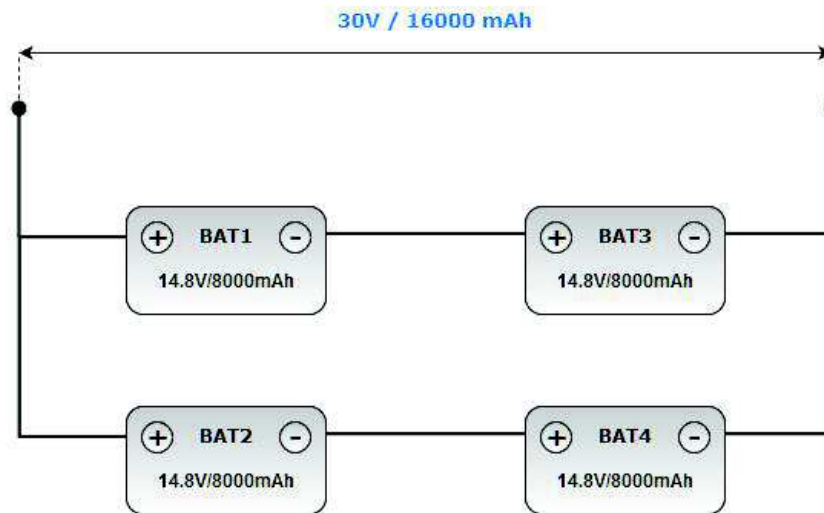 30V / 16000 mAh
+ BAT1 -
14.8V/8000mAh
+ BAT3 -
14.8V/8000mAh
+ BAT2 -
14.8V/8000mAh
+ BAT4 -
14.8V/8000mAh